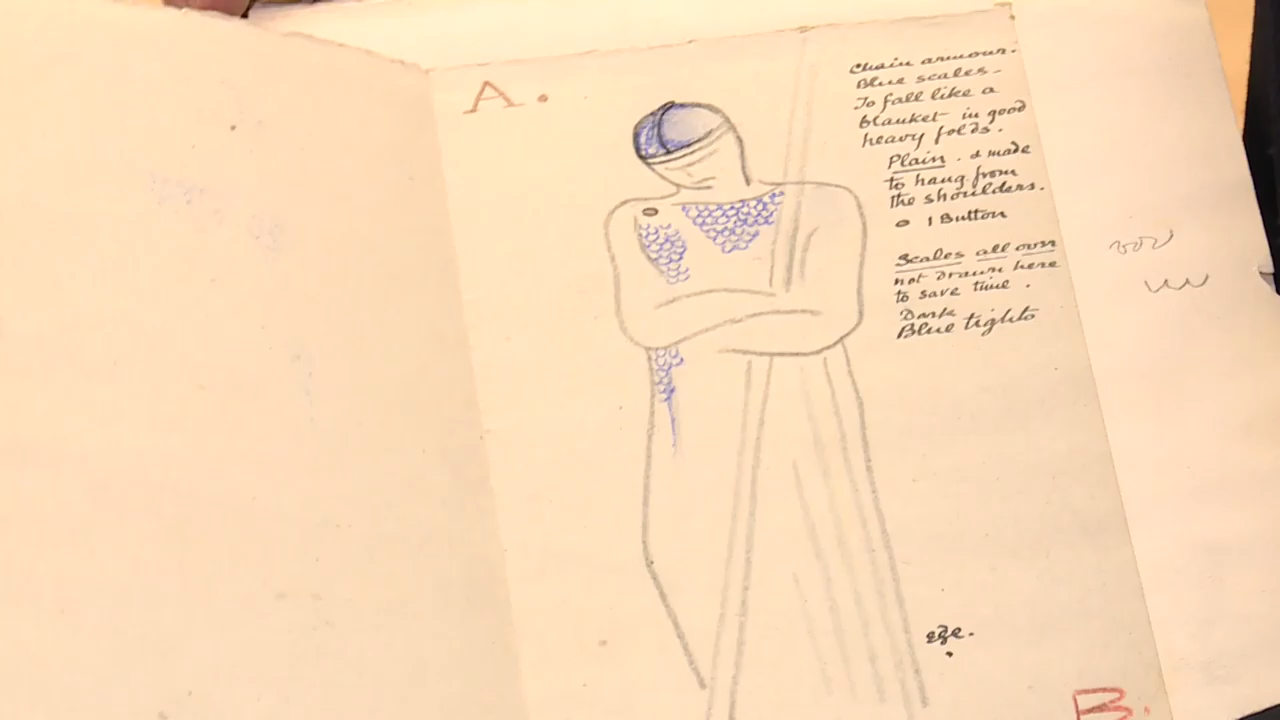 A.
Chain armour.
Blue scales -
To fall like a
blanket in good
heavy folds.
Plain. & made
to hang from
the shoulders.
1 Button
Scales all over
not drawn here
to save time.
Dark
Blue tights
B.